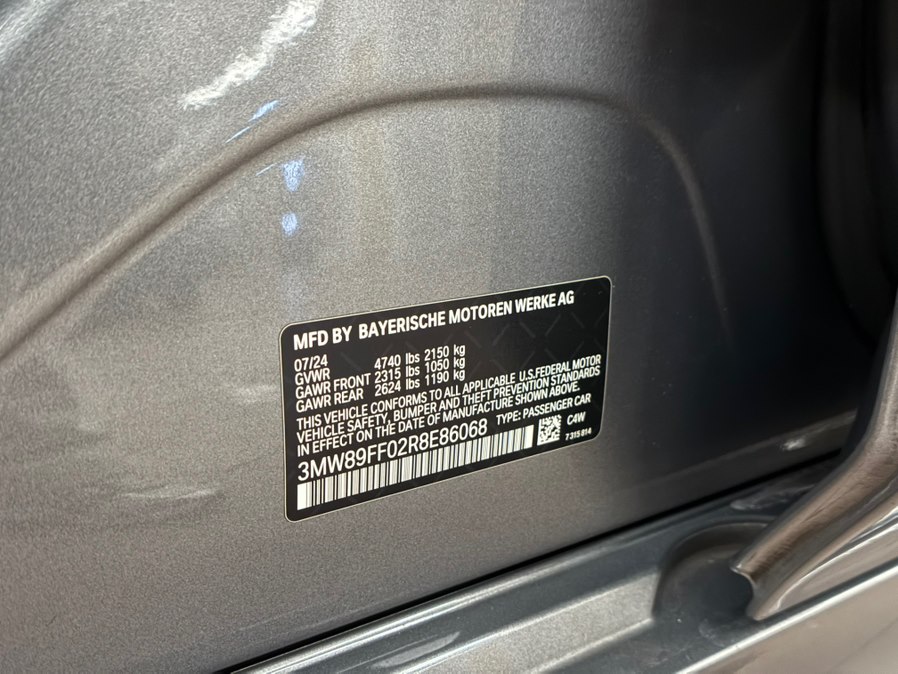 MFD BY BAYERISCHE MOTOREN WERKE AG
07/24
GVWR 4740 lbs 2150 kg
GAWR FRONT 2315 lbs 1050 kg
GAWR REAR 2624 lbs 1190 kg
THIS VEHICLE CONFORMS TO ALL APPLICABLE U.S.FEDERAL MOTOR
VEHICLE SAFETY, BUMPER AND THEFT PREVENTION STANDARDS
IN EFFECT ON THE DATE OF MANUFACTURE SHOWN ABOVE.
3MW89FF02R8E86068 TYPE: PASSENGER CAR
C4W
7 315 814